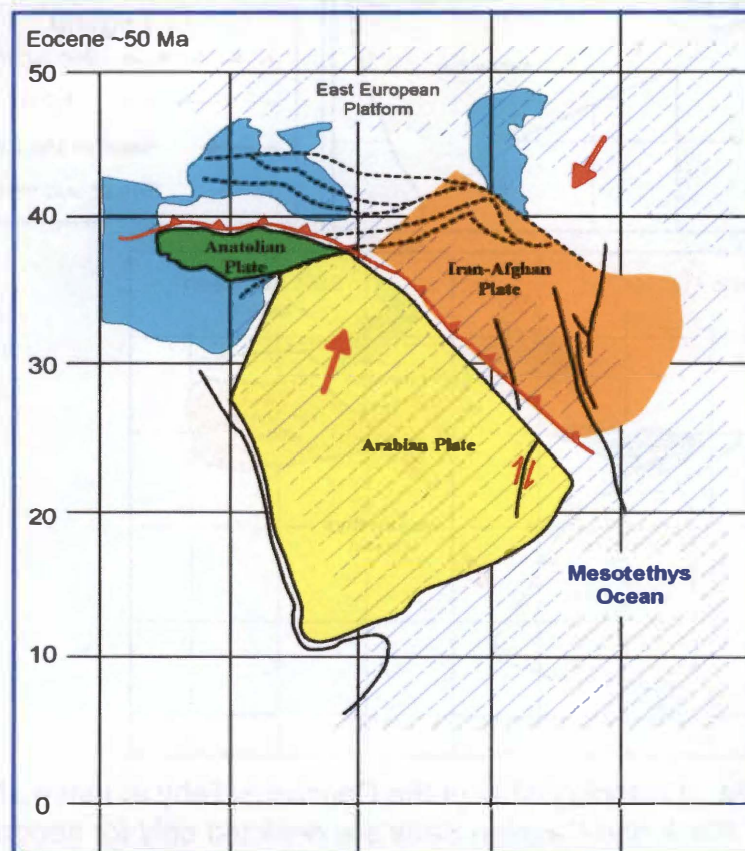 Eocene ~50 Ma
50
East European
Platform
40
Anatolian
Plate
Iran-Afghan
Plate
30
Arabian Plate
20
Mesotethys
Ocean
10
0